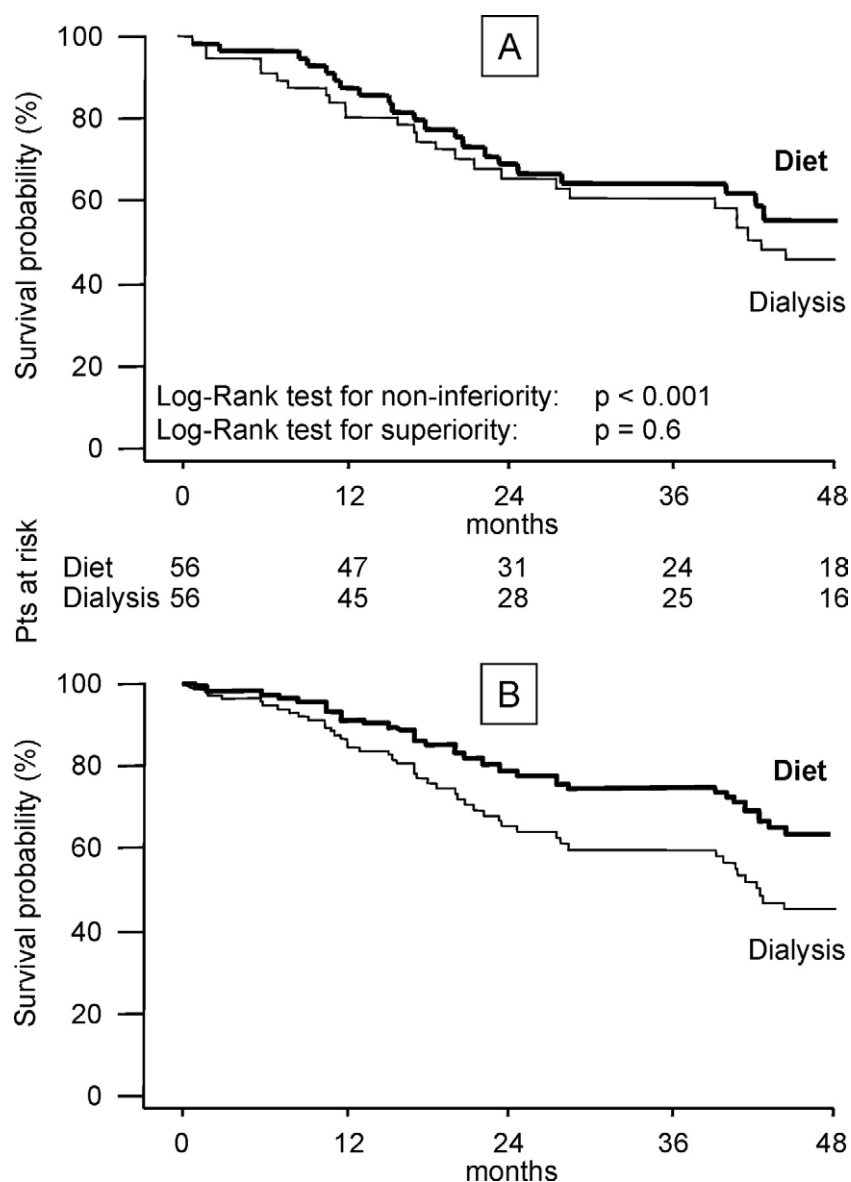 A
100
80
60
40
20
0
Survival probability (%)
Diet
Dialysis
Log-Rank test for non-inferiority: p < 0.001
Log-Rank test for superiority: p = 0.6
0 12 24 36 48
months
Pts at risk
Diet 56 47 31 24 18
Dialysis 56 45 28 25 16
B
100
80
60
40
20
0
Survival probability (%)
Diet
Dialysis
0 12 24 36 48
months